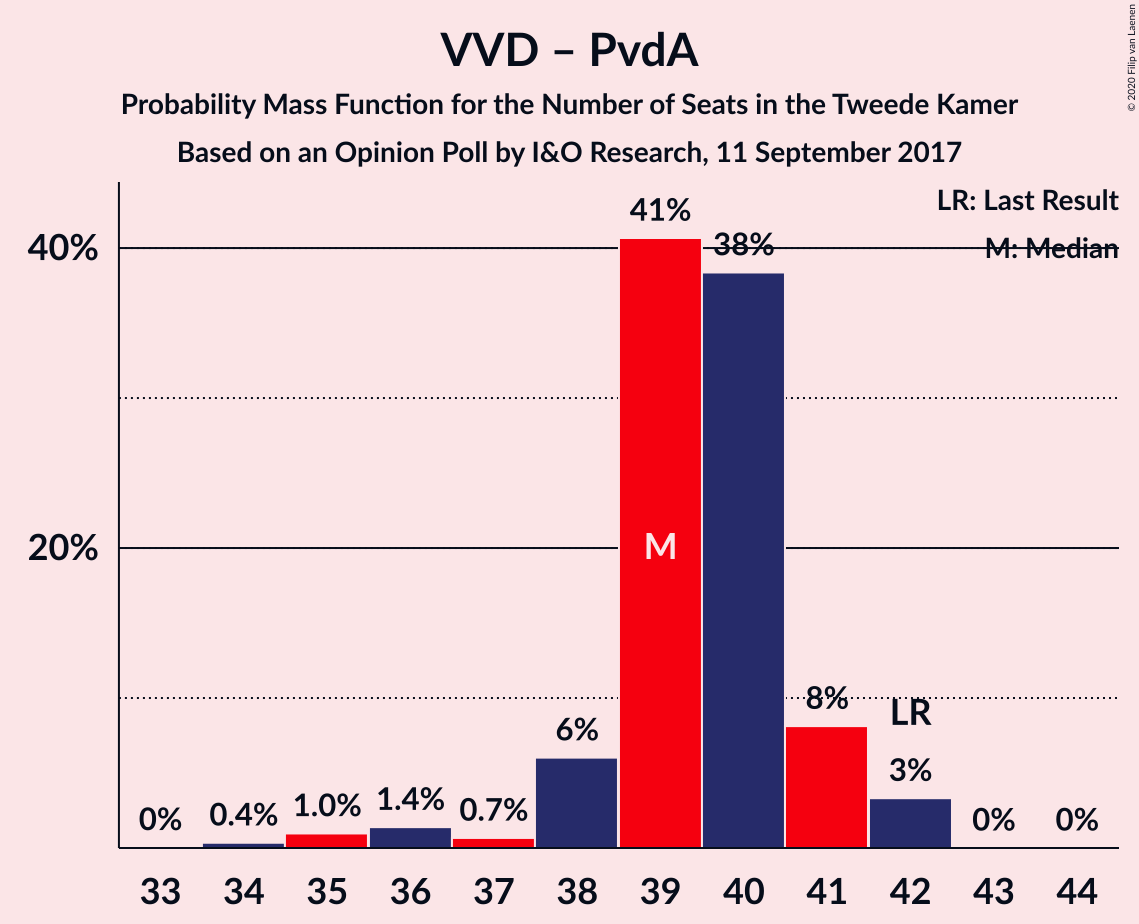 VVD – PvdA
Probability Mass Function for the Number of Seats in the Tweede Kamer
Based on an Opinion Poll by I&O Research, 11 September 2017
© 2020 Filip van Laenen
LR: Last Result
M: Median
40%
20%
0%
0.4%
1.0%
1.4%
0.7%
6%
41%
M
38%
8%
LR
3%
0%
0%
33 34 35 36 37 38 39 40 41 42 43 44